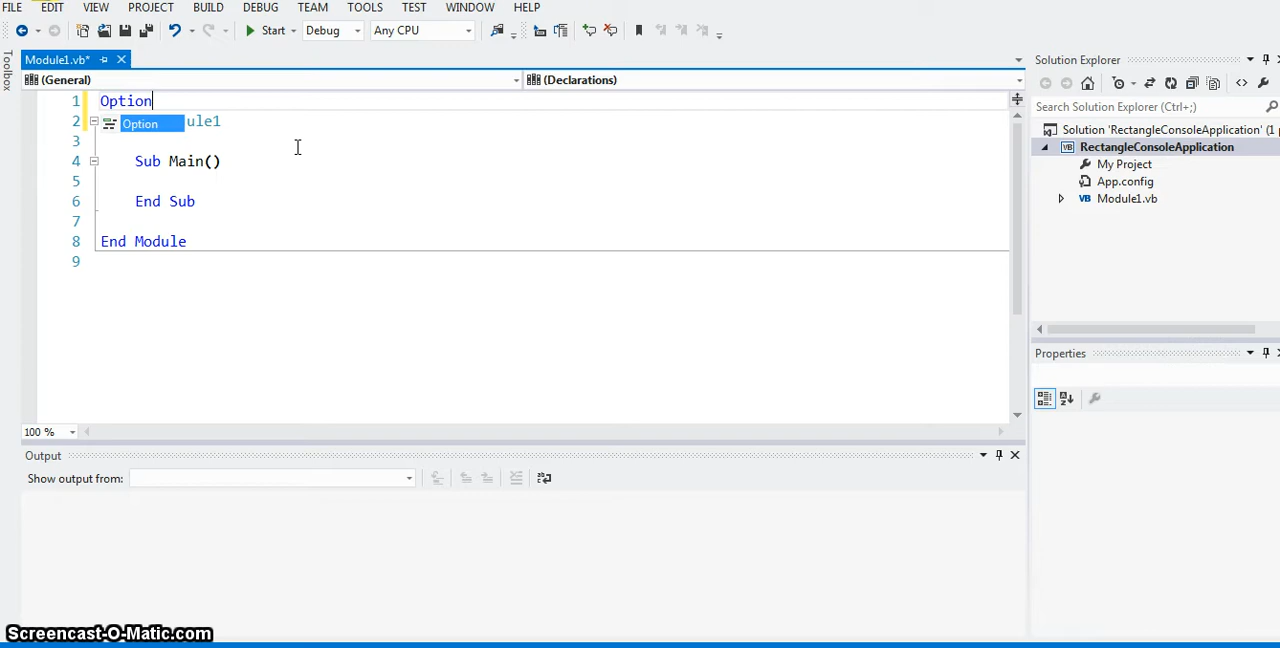 FILE EDIT VIEW PROJECT BUILD DEBUG TEAM TOOLS TEST WINDOW HELP
Start Debug Any CPU
Toolbox
Module1.vb*
(General) (Declarations)
1 Option
2 Option ule1
3
4 Sub Main()
5
6 End Sub
7
8 End Module
9
100 %
Output
Show output from:
Solution Explorer
Search Solution Explorer (Ctrl+;)
Solution 'RectangleConsoleApplication' (1 p
VB RectangleConsoleApplication
My Project
App.config
VB Module1.vb
Properties
Screencast-O-Matic.com